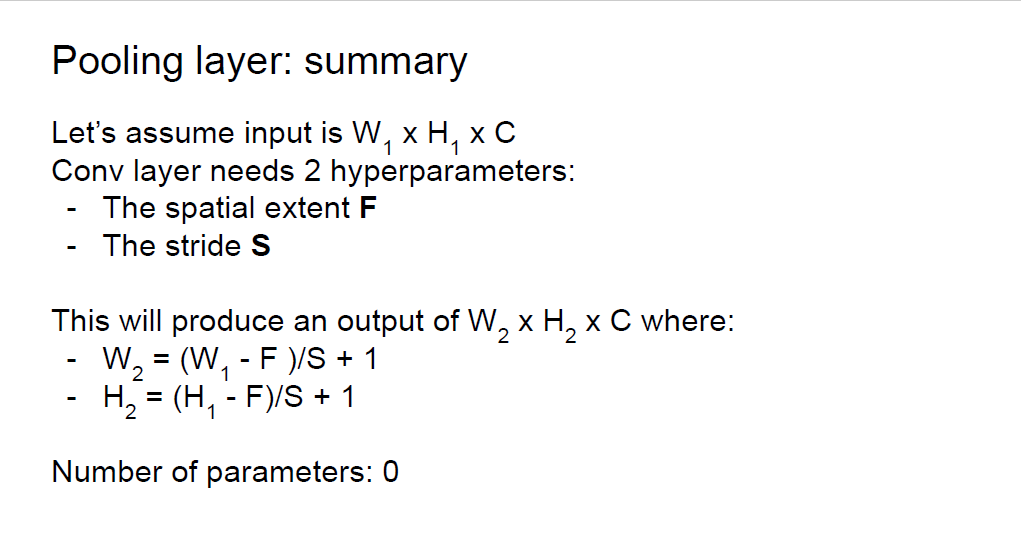 Pooling layer: summary
Let's assume input is W₁ x H₁ x C
Conv layer needs 2 hyperparameters:
- The spatial extent F
- The stride S
This will produce an output of W₂ x H₂ x C where:
- W₂ = (W₁ - F )/S + 1
- H₂ = (H₁ - F)/S + 1
Number of parameters: 0